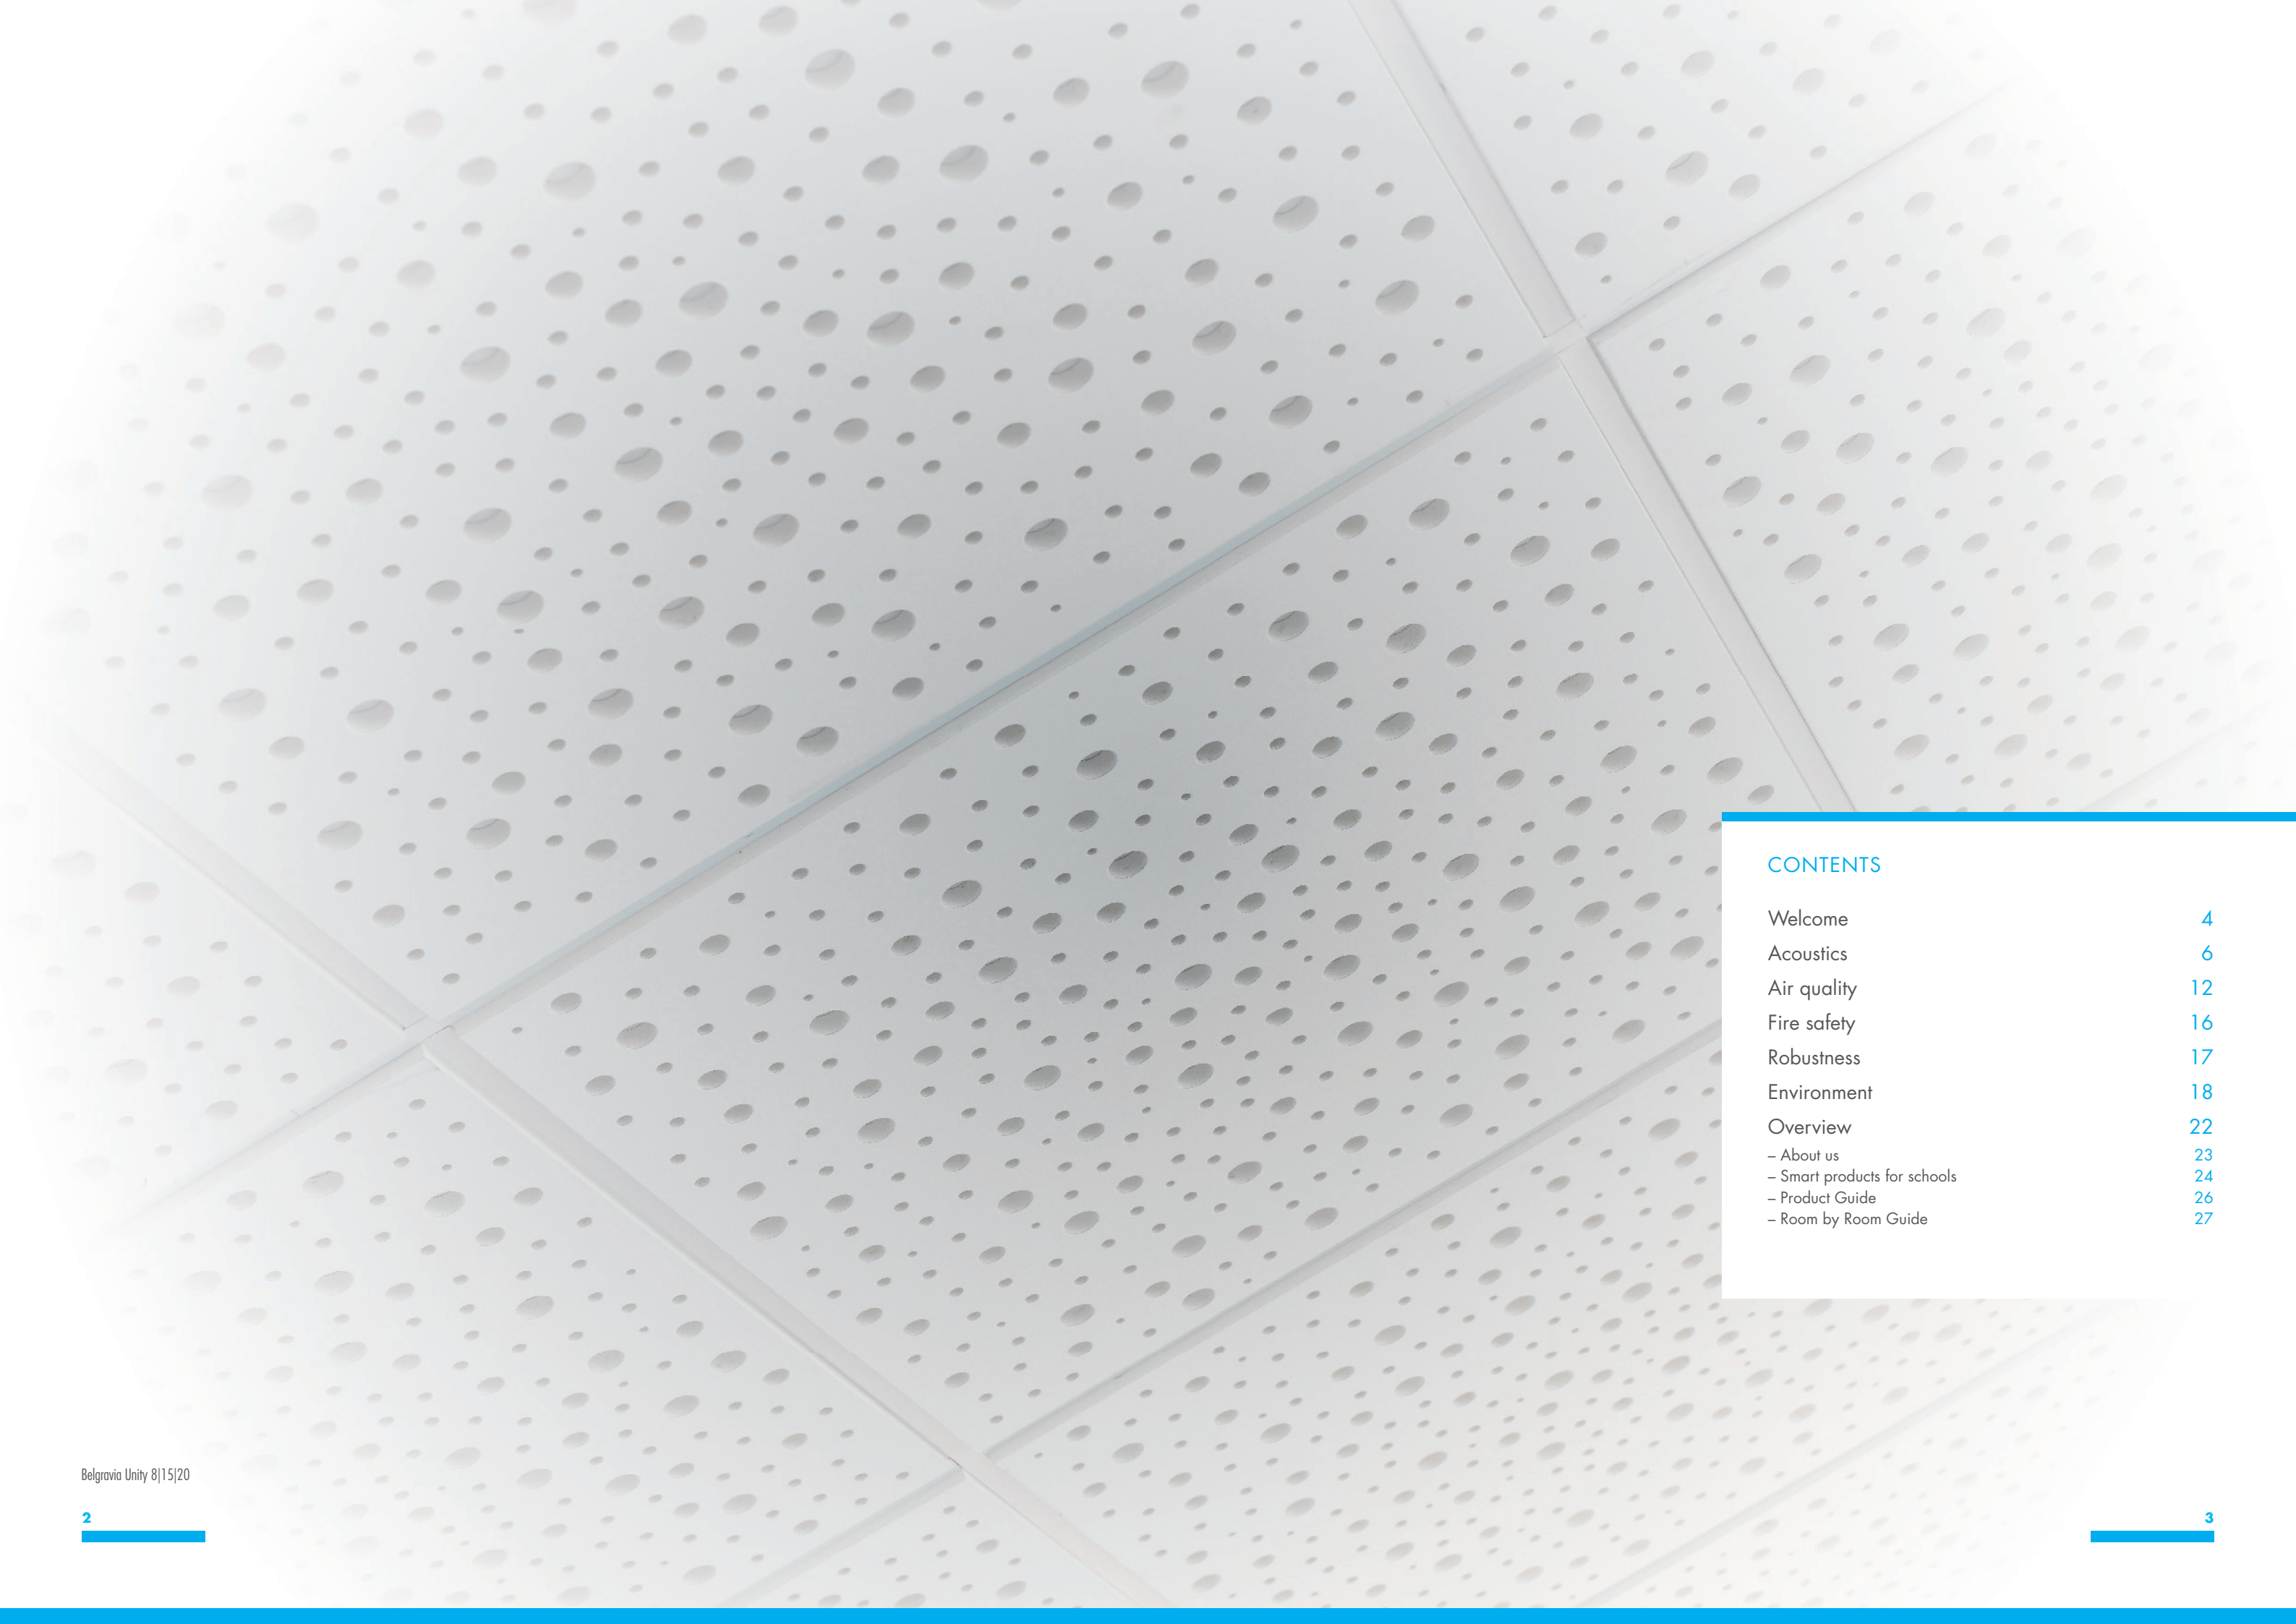 CONTENTS
Welcome 4
Acoustics 6
Air quality 12
Fire safety 16
Robustness 17
Environment 18
Overview 22
– About us 23
– Smart products for schools 24
– Product Guide 26
– Room by Room Guide 27
Belgravia Unity 8|15|20
2
3